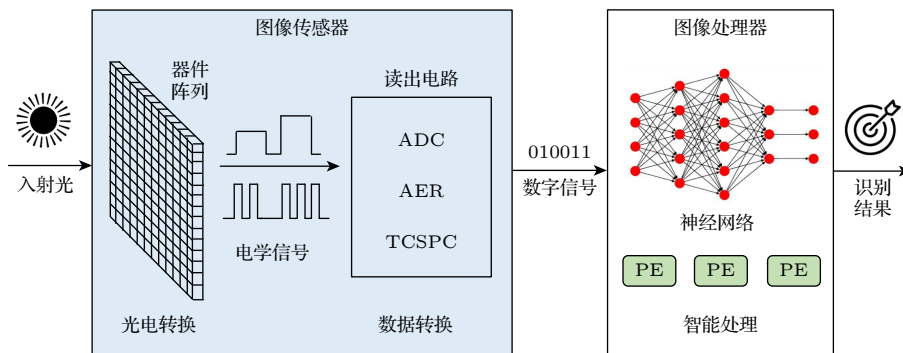 图像传感器
图像处理器
器件
阵列
读出电路
ADC
AER
TCSPC
入射光
电学信号
光电转换
数据转换
010011
数字信号
神经网络
PE
PE
PE
智能处理
识别
结果